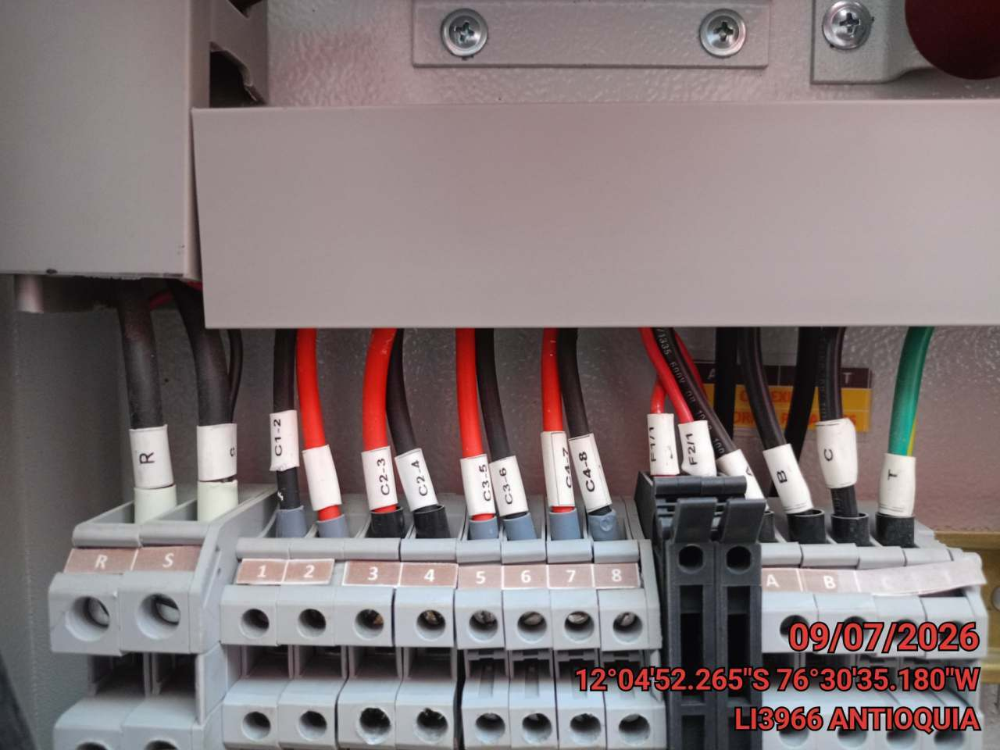 R
S
C1-2
C2-3
C2-4
C3-5
C3-6
C4-7
C4-8
F1/1
F2/1
B
C
T
R S
1 2 3 4 5 6 7 8
A B C
09/07/2026
12°04'52.265"S 76°30'35.180"W
LI3966 ANTIOQUIA